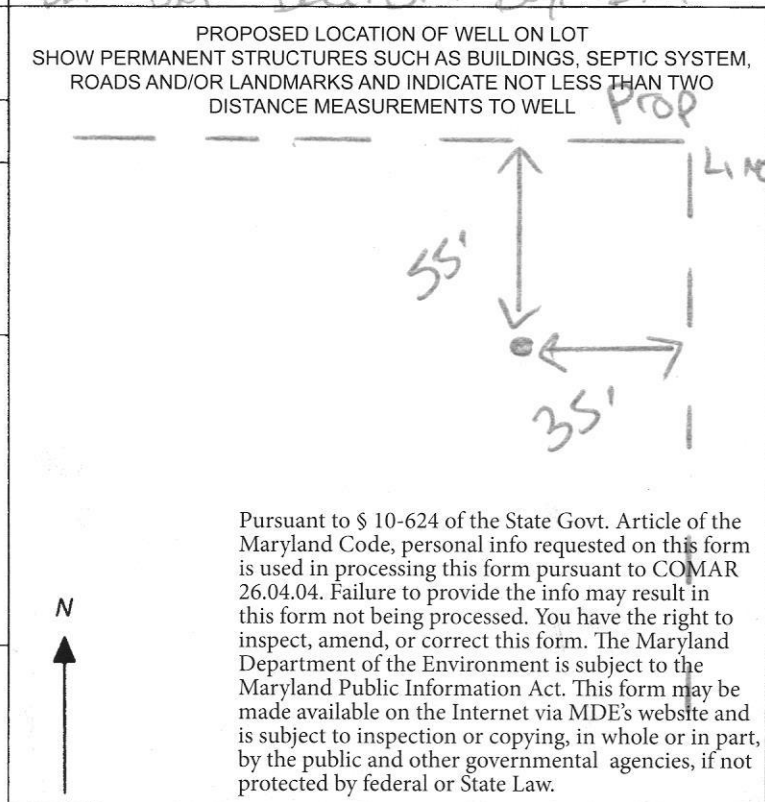 PROPOSED LOCATION OF WELL ON LOT
SHOW PERMANENT STRUCTURES SUCH AS BUILDINGS, SEPTIC SYSTEM,
ROADS AND/OR LANDMARKS AND INDICATE NOT LESS THAN TWO
DISTANCE MEASUREMENTS TO WELL
Prop
Line
55'
35'
Pursuant to § 10-624 of the State Govt. Article of the
Maryland Code, personal info requested on this form
is used in processing this form pursuant to COMAR
26.04.04. Failure to provide the info may result in
this form not being processed. You have the right to
inspect, amend, or correct this form. The Maryland
Department of the Environment is subject to the
Maryland Public Information Act. This form may be
made available on the Internet via MDE's website and
is subject to inspection or copying, in whole or in part,
by the public and other governmental agencies, if not
protected by federal or State Law.
N